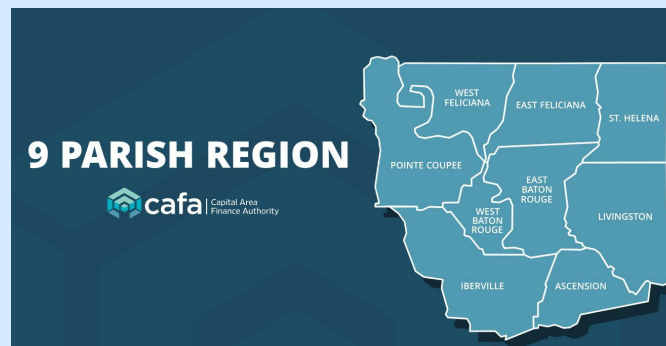 9 PARISH REGION
cafa
Capital Area
Finance Authority
WEST
FELICIANA
EAST FELICIANA
ST. HELENA
POINTE COUPEE
EAST
BATON
ROUGE
WEST
BATON
ROUGE
LIVINGSTON
IBERVILLE
ASCENSION